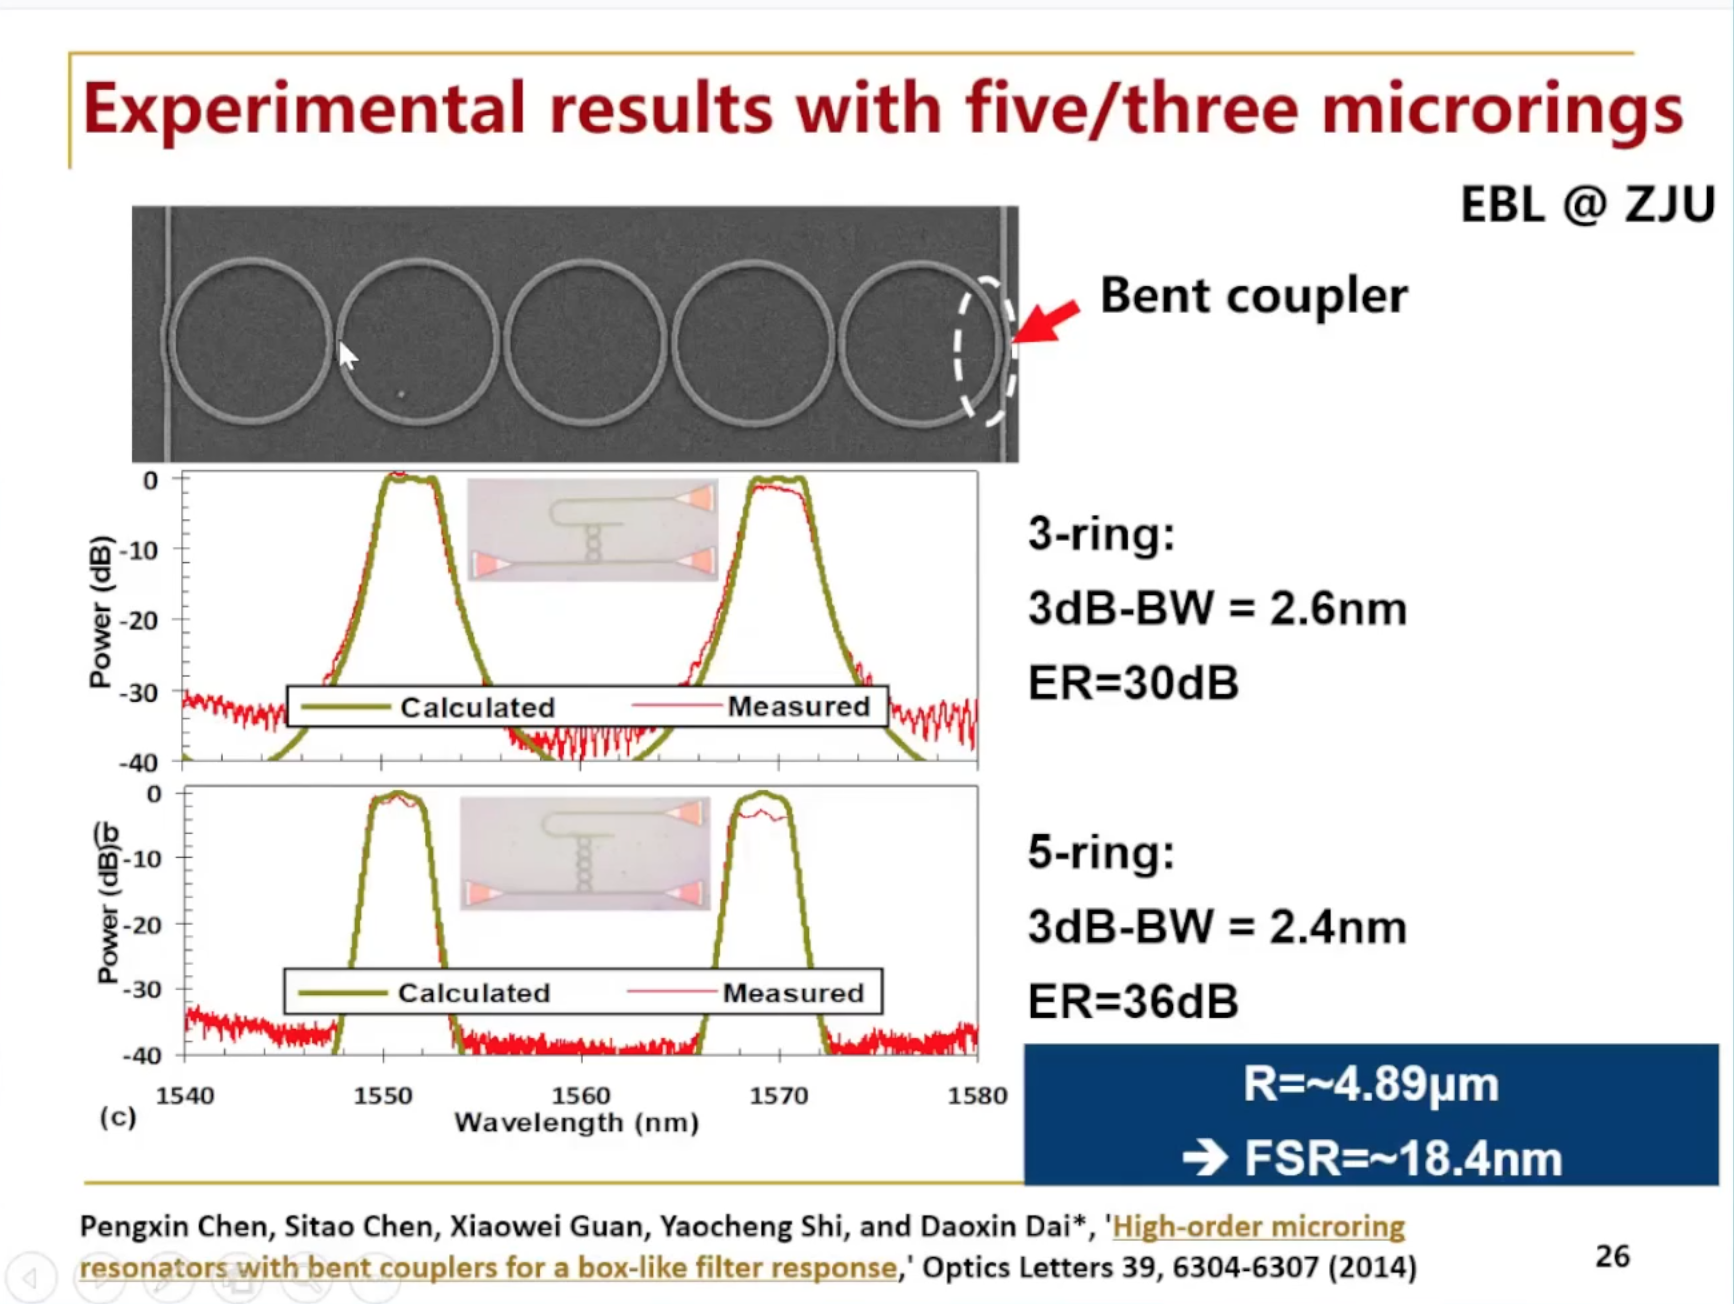 Experimental results with five/three microrings
EBL @ ZJU
Bent coupler
0
-10
-20
-30
-40
Power (dB)
Calculated
Measured
3-ring:
3dB-BW = 2.6nm
ER=30dB
0
-10
-20
-30
-40
Power (dB)
Calculated
Measured
5-ring:
3dB-BW = 2.4nm
ER=36dB
1540
1550
1560
1570
1580
(c)
Wavelength (nm)
R=~4.89μm
➔ FSR=~18.4nm
Pengxin Chen, Sitao Chen, Xiaowei Guan, Yaocheng Shi, and Daoxin Dai*, 'High-order microring
resonators with bent couplers for a box-like filter response,' Optics Letters 39, 6304-6307 (2014)
26